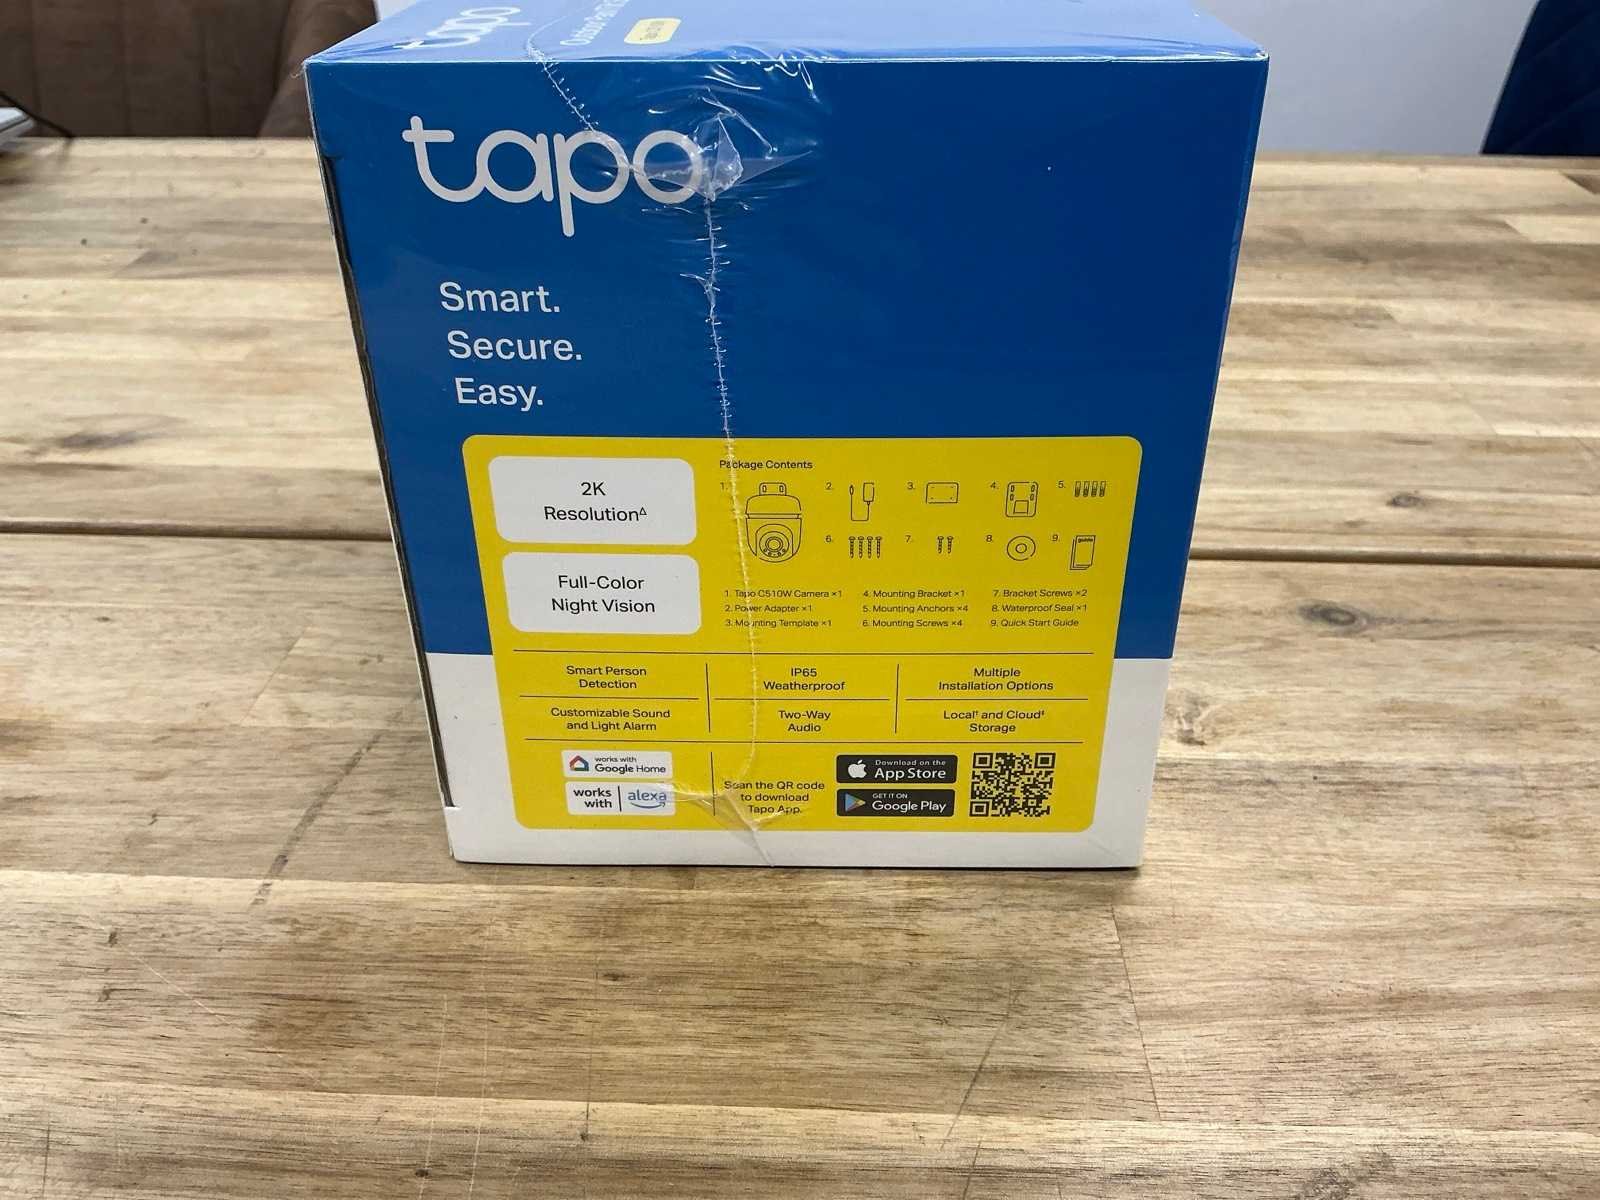 tapo
Outdoor Pan
tapo
Smart.
Secure.
Easy.
2K
ResolutionΔ
Full-Color
Night Vision
Package Contents
1.
2.
3.
4.
5.
6.
7.
8.
9.
guide
1. Tapo C510W Camera ×1
2. Power Adapter ×1
3. Mounting Template ×1
4. Mounting Bracket ×1
5. Mounting Anchors ×4
6. Mounting Screws ×4
7. Bracket Screws ×2
8. Waterproof Seal ×1
9. Quick Start Guide
Smart Person
Detection
IP65
Weatherproof
Multiple
Installation Options
Customizable Sound
and Light Alarm
Two-Way
Audio
Local† and Cloud‡
Storage
works with
Google Home
works
with
alexa
Scan the QR code
to download
Tapo App.
Download on the
App Store
GET IT ON
Google Play